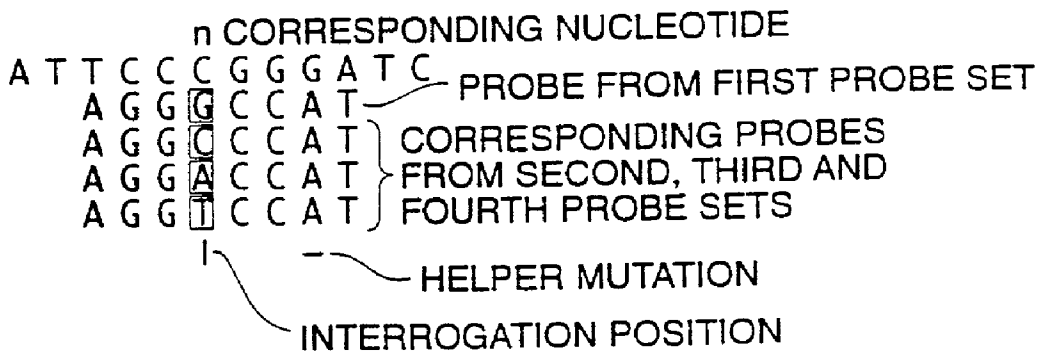 n CORRESPONDING NUCLEOTIDE
A T T C C C G G G A T C
A G G G C C A T PROBE FROM FIRST PROBE SET
A G G C C C A T CORRESPONDING PROBES
A G G A C C A T FROM SECOND, THIRD AND
A G G T C C A T FOURTH PROBE SETS
I – HELPER MUTATION
INTERROGATION POSITION